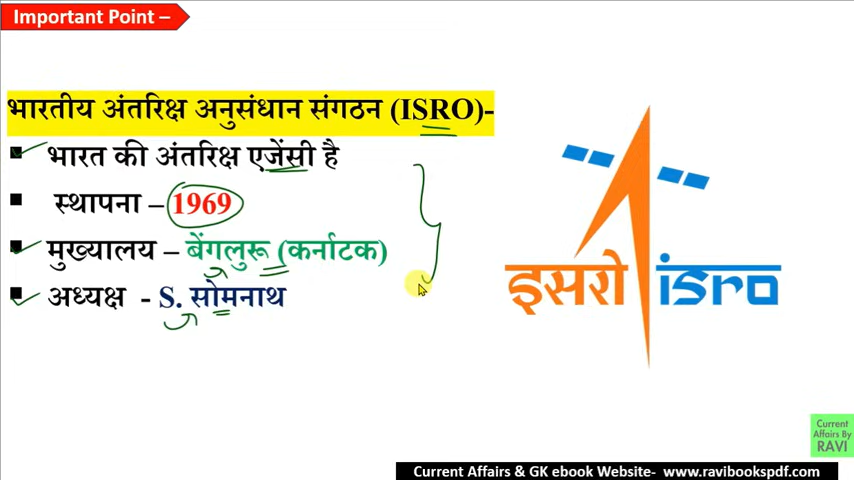 Important Point –
भारतीय अंतरिक्ष अनुसंधान संगठन (ISRO)-
▪ भारत की अंतरिक्ष एजेंसी है
▪ स्थापना – 1969
▪ मुख्यालय – बेंगलुरू (कर्नाटक)
▪ अध्यक्ष - S. सोमनाथ
इसरो isro
Current
Affairs By
RAVI
Current Affairs & GK ebook Website- www.ravibookspdf.com